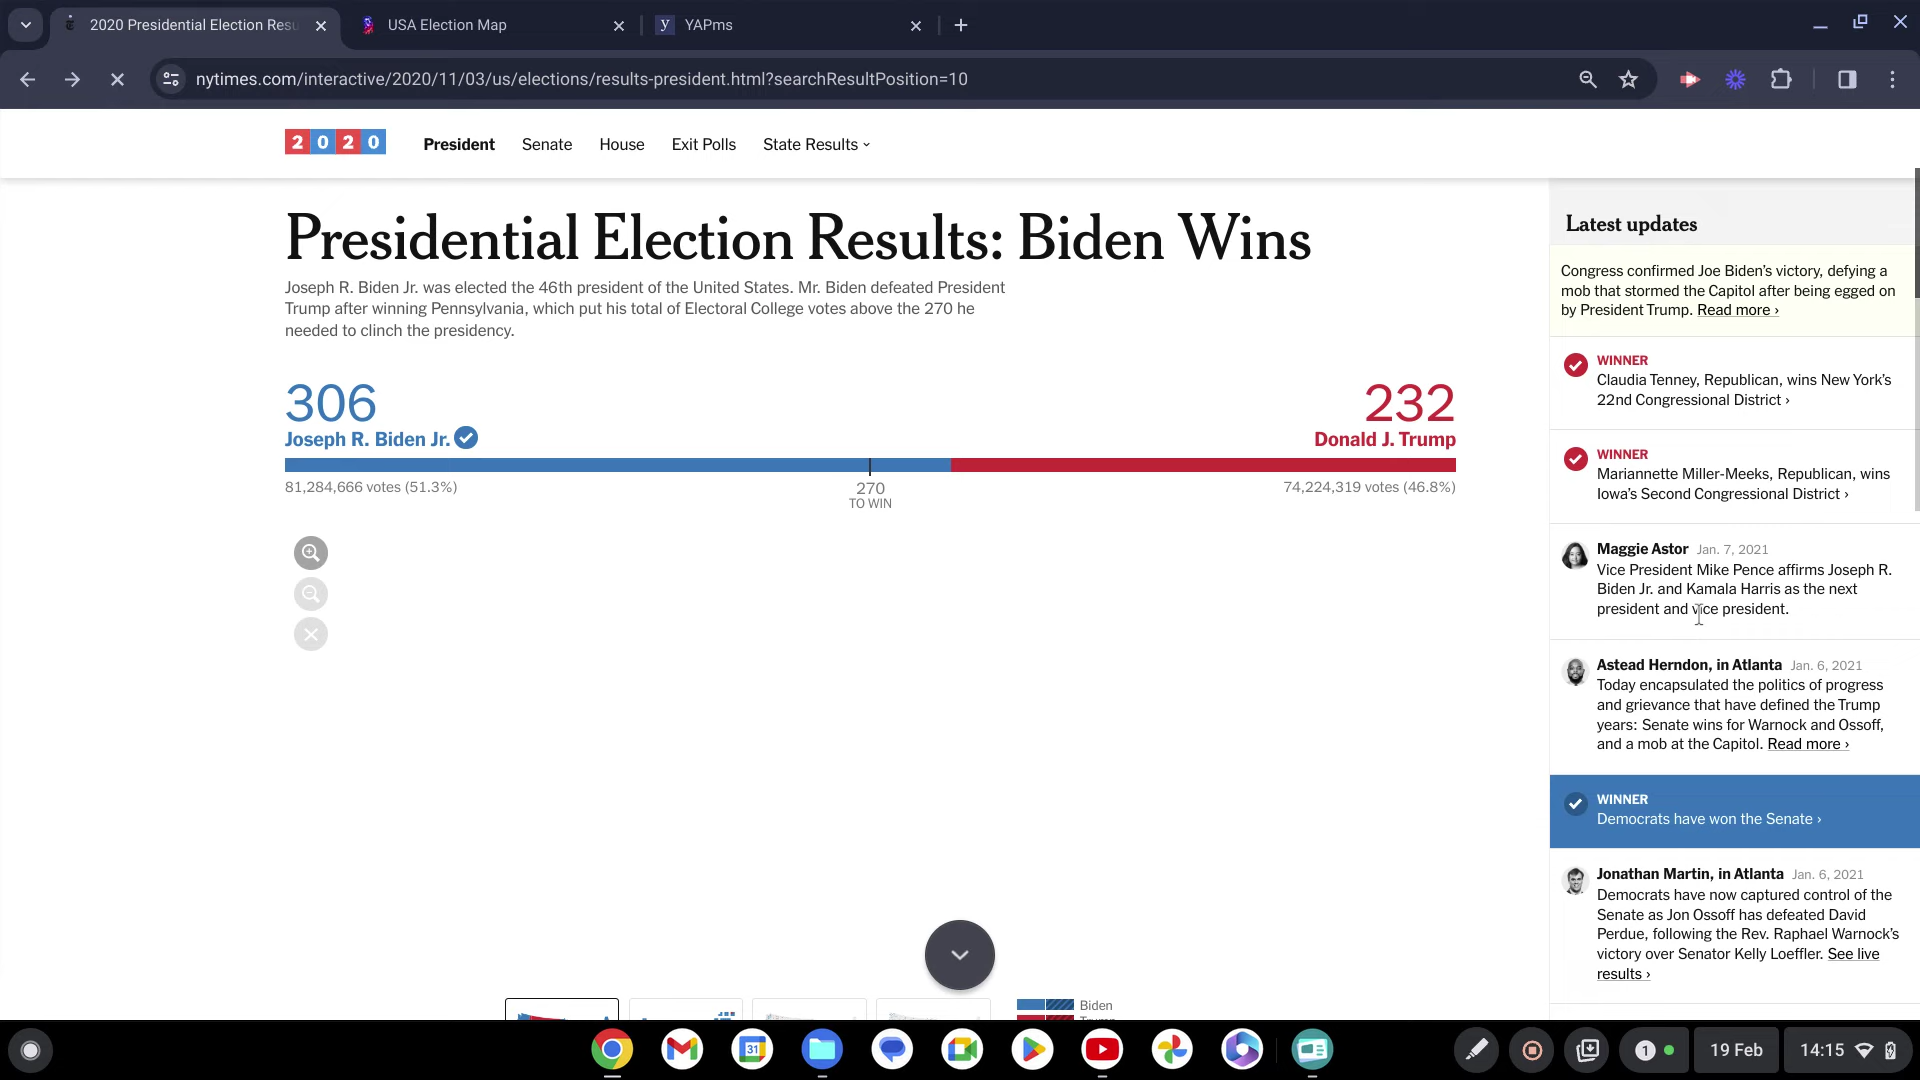 2020 Presidential Election Resu
USA Election Map
y YAPms
nytimes.com/interactive/2020/11/03/us/elections/results-president.html?searchResultPosition=10
2020
President Senate House Exit Polls State Results
Presidential Election Results: Biden Wins
Joseph R. Biden Jr. was elected the 46th president of the United States. Mr. Biden defeated President
Trump after winning Pennsylvania, which put his total of Electoral College votes above the 270 he
needed to clinch the presidency.
306
232
Joseph R. Biden Jr.
Donald J. Trump
81,284,666 votes (51.3%)
270
TO WIN
74,224,319 votes (46.8%)
Biden
Latest updates
Congress confirmed Joe Biden's victory, defying a
mob that stormed the Capitol after being egged on
by President Trump. Read more ›
WINNER
Claudia Tenney, Republican, wins New York's
22nd Congressional District ›
WINNER
Mariannette Miller-Meeks, Republican, wins
Iowa's Second Congressional District ›
Maggie Astor Jan. 7, 2021
Vice President Mike Pence affirms Joseph R.
Biden Jr. and Kamala Harris as the next
president and vice president.
Astead Herndon, in Atlanta Jan. 6, 2021
Today encapsulated the politics of progress
and grievance that have defined the Trump
years: Senate wins for Warnock and Ossoff,
and a mob at the Capitol. Read more ›
WINNER
Democrats have won the Senate ›
Jonathan Martin, in Atlanta Jan. 6, 2021
Democrats have now captured control of the
Senate as Jon Ossoff has defeated David
Perdue, following the Rev. Raphael Warnock's
victory over Senator Kelly Loeffler. See live
results ›
31
1
19 Feb
14:15